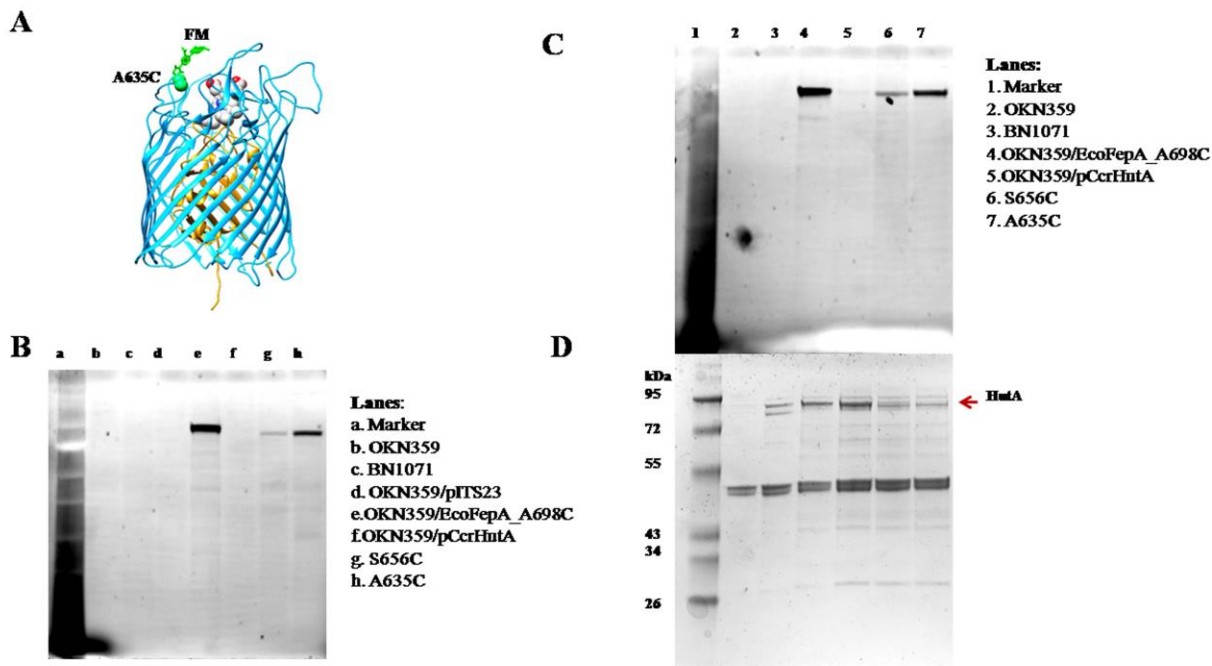 A
FM
A635C
B
a b c d e f g h
Lanes:
a. Marker
b. OKN359
c. BN1071
d. OKN359/pITS23
e.OKN359/EcoFepA_A698C
f.OKN359/pCcrHutA
g. S656C
h. A635C
C
1 2 3 4 5 6 7
Lanes:
1. Marker
2. OKN359
3. BN1071
4.OKN359/EcoFepA_A698C
5.OKN359/pCcrHutA
6. S656C
7. A635C
D
kDa
95
72
55
43
34
26
HutA